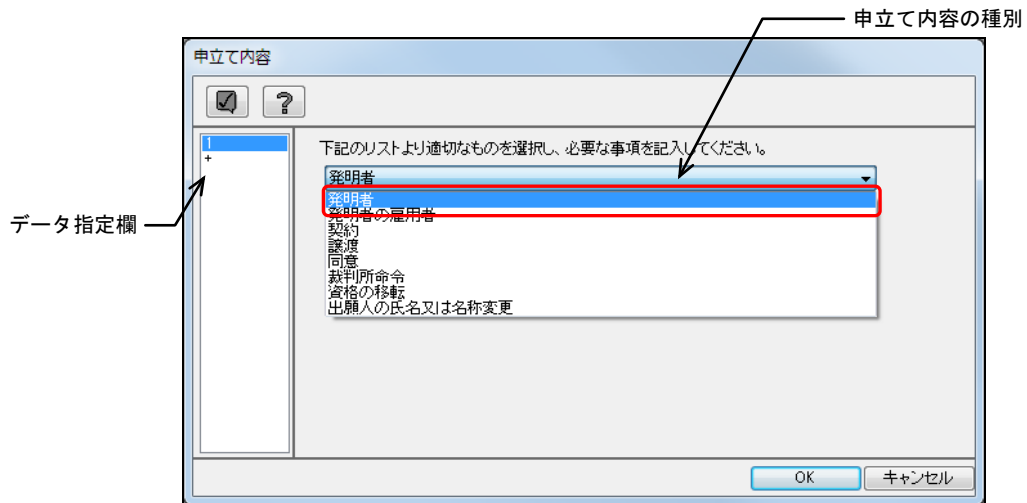 申立て内容の種別
申立て内容
下記のリストより適切なものを選択し、必要な事項を記入してください。
1
+
データ指定欄
発明者
発明者
発明者の雇用者
契約
譲渡
同意
裁判所命令
資格の移転
出願人の氏名又は名称変更
OK
キャンセル